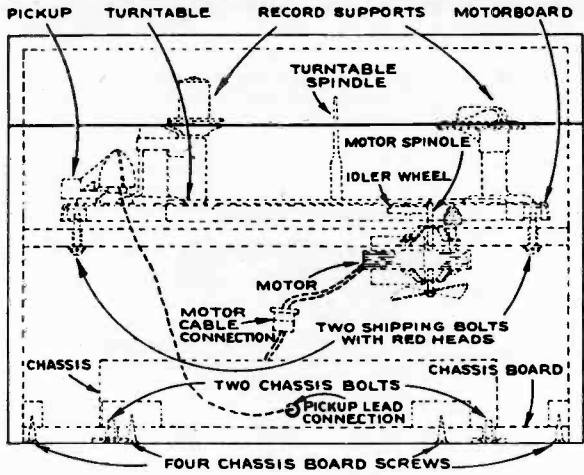 PICKUP
TURNTABLE
RECORD SUPPORTS
MOTORBOARD
TURNTABLE
SPINDLE
MOTOR SPINDLE
IDLER WHEEL
MOTOR
MOTOR
CABLE
CONNECTION
TWO SHIPPING BOLTS
WITH RED HEADS
CHASSIS
TWO CHASSIS BOLTS
CHASSIS BOARD
PICKUP LEAD
CONNECTION
FOUR CHASSIS BOARD SCREWS